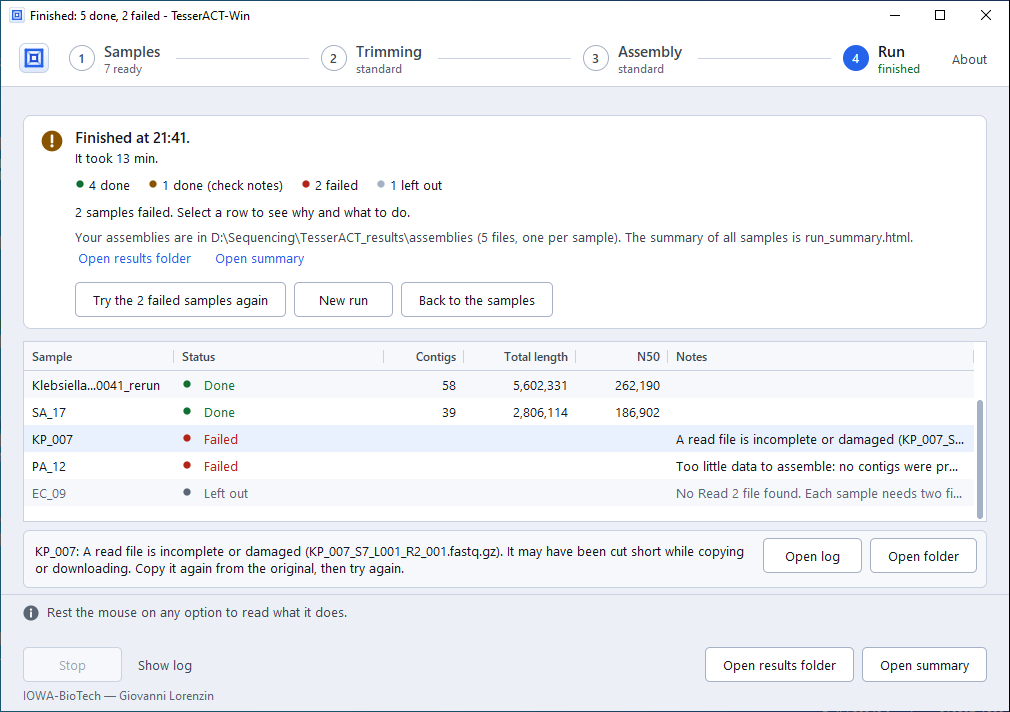 Finished: 5 done, 2 failed - TesserACT-Win
1 Samples
7 ready
2 Trimming
standard
3 Assembly
standard
4 Run
finished
About
Finished at 21:41.
It took 13 min.
4 done 1 done (check notes) 2 failed 1 left out
2 samples failed. Select a row to see why and what to do.
Your assemblies are in D:\Sequencing\TesserACT_results\assemblies (5 files, one per sample). The summary of all samples is run_summary.html.
Open results folder Open summary
Try the 2 failed samples again New run Back to the samples
Sample Status Contigs Total length N50 Notes
Klebsiella...0041_rerun Done 58 5,602,331 262,190
SA_17 Done 39 2,806,114 186,902
KP_007 Failed A read file is incomplete or damaged (KP_007_S...
PA_12 Failed Too little data to assemble: no contigs were pr...
EC_09 Left out No Read 2 file found. Each sample needs two fi...
KP_007: A read file is incomplete or damaged (KP_007_S7_L001_R2_001.fastq.gz). It may have been cut short while copying
or downloading. Copy it again from the original, then try again.
Open log Open folder
Rest the mouse on any option to read what it does.
Stop Show log Open results folder Open summary
IOWA-BioTech — Giovanni Lorenzin